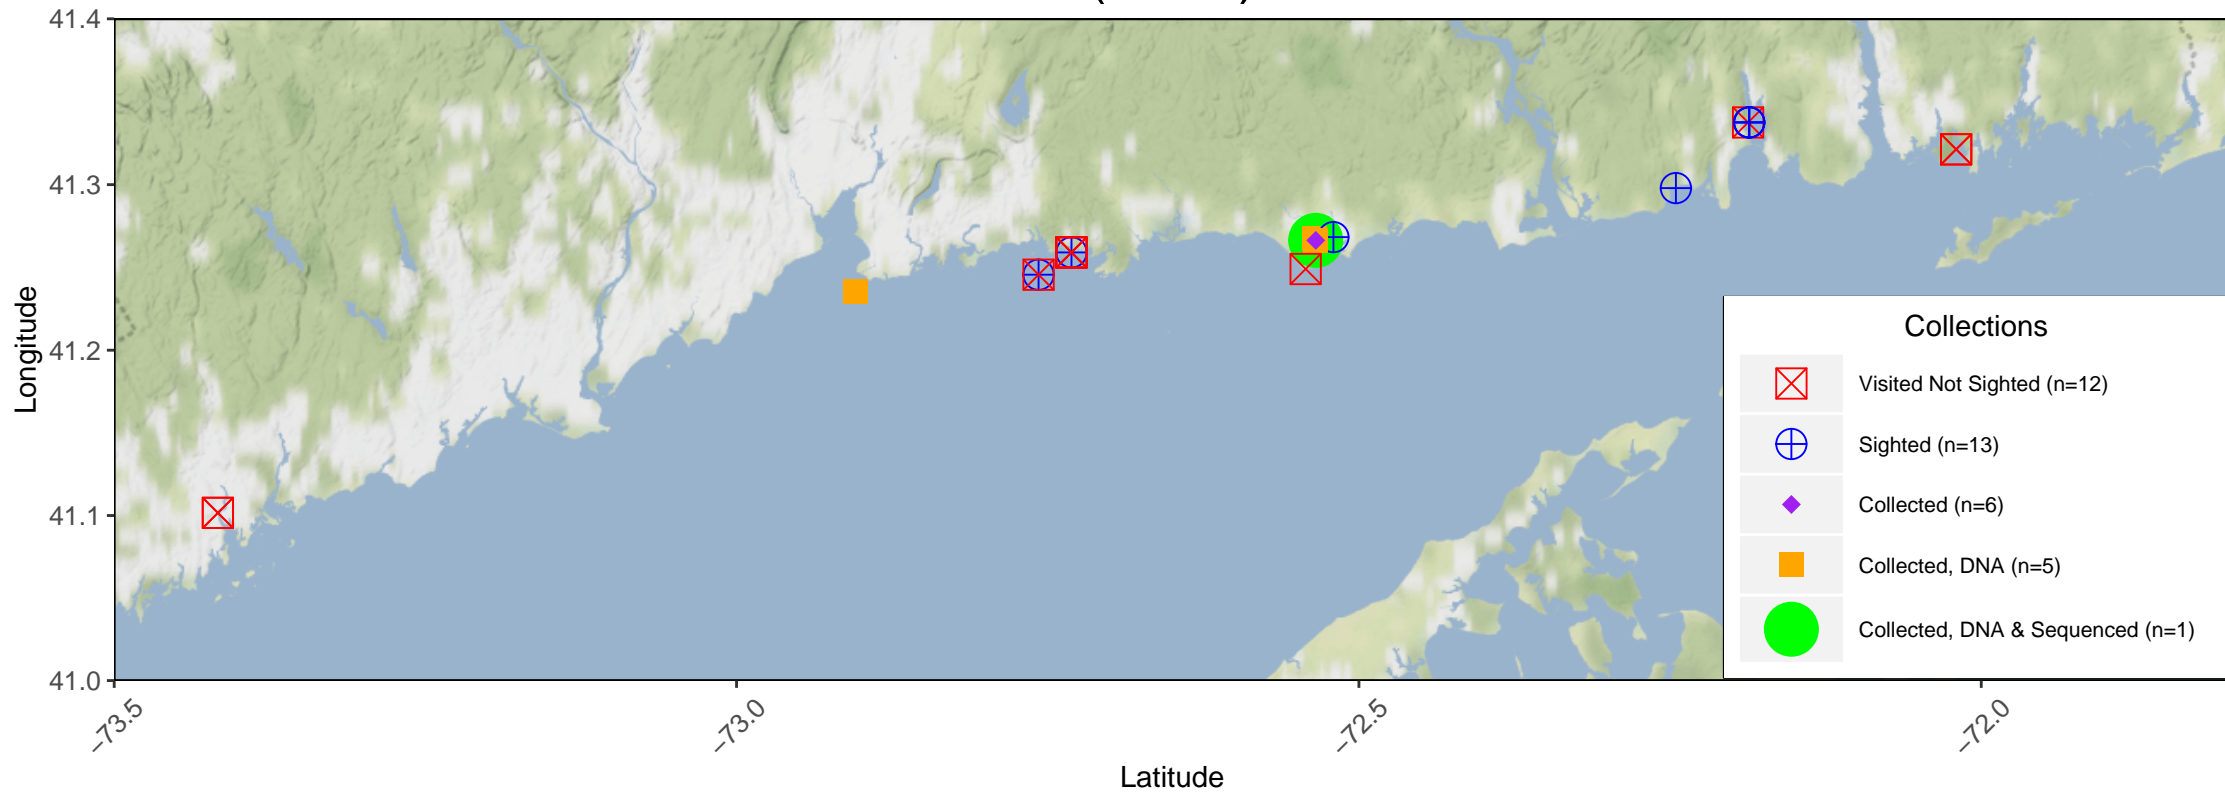 41.4
41.3
41.2
41.1
41.0
Longitude
−73.5
−73.0
−72.5
−72.0
Latitude
Collections
Visited Not Sighted (n=12)
Sighted (n=13)
Collected (n=6)
Collected, DNA (n=5)
Collected, DNA & Sequenced (n=1)